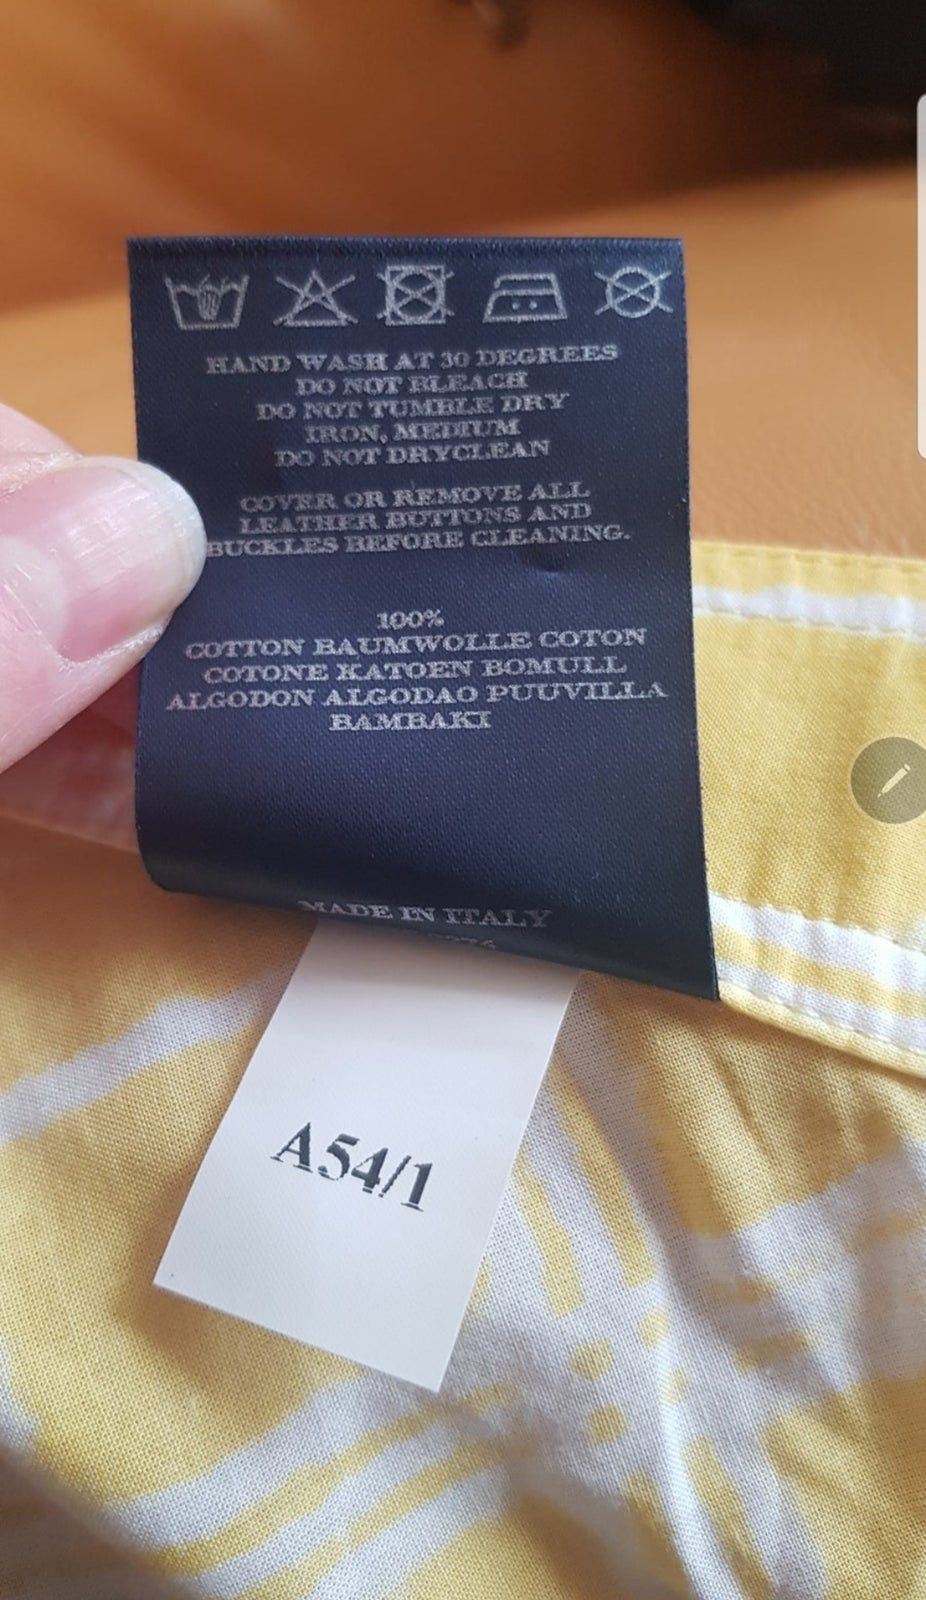 HAND WASH AT 30 DEGREES
DO NOT BLEACH
DO NOT TUMBLE DRY
IRON, MEDIUM
DO NOT DRYCLEAN
COVER OR REMOVE ALL
LEATHER BUTTONS AND
BUCKLES BEFORE CLEANING.
100%
COTTON BAUMWOLLE COTON
COTONE KATOEN BOMULL
ALGODON ALGODAO PUUVILLA
BAMBAKI
MADE IN ITALY
A54/1